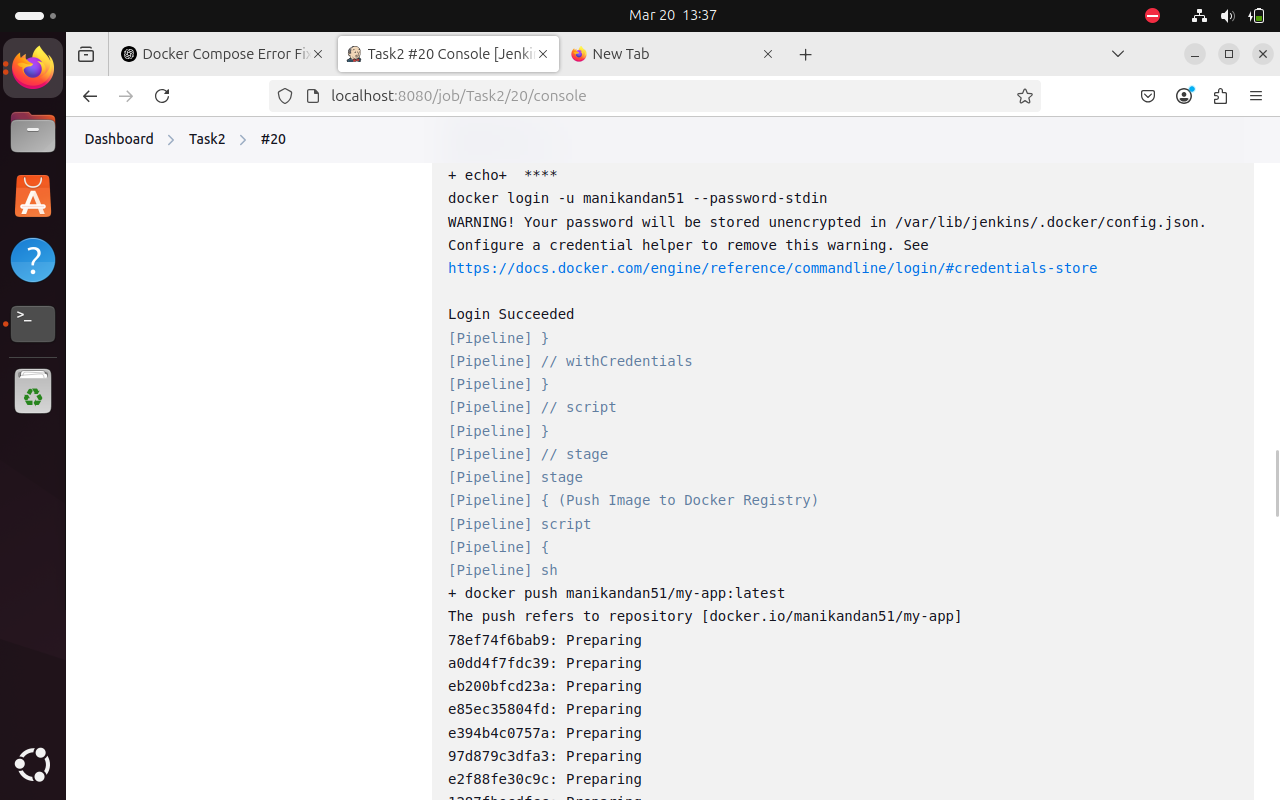 Mar 20 13:37
Docker Compose Error Fix
Task2 #20 Console [Jenki
New Tab
localhost:8080/job/Task2/20/console
Dashboard
Task2
#20
+ echo+  ****
docker login -u manikandan51 --password-stdin
WARNING! Your password will be stored unencrypted in /var/lib/jenkins/.docker/config.json.
Configure a credential helper to remove this warning. See
https://docs.docker.com/engine/reference/commandline/login/#credentials-store
Login Succeeded
[Pipeline] }
[Pipeline] // withCredentials
[Pipeline] }
[Pipeline] // script
[Pipeline] }
[Pipeline] // stage
[Pipeline] stage
[Pipeline] { (Push Image to Docker Registry)
[Pipeline] script
[Pipeline] {
[Pipeline] sh
+ docker push manikandan51/my-app:latest
The push refers to repository [docker.io/manikandan51/my-app]
78ef74f6bab9: Preparing
a0dd4f7fdc39: Preparing
eb200bfcd23a: Preparing
e85ec35804fd: Preparing
e394b4c0757a: Preparing
97d879c3dfa3: Preparing
e2f88fe30c9c: Preparing